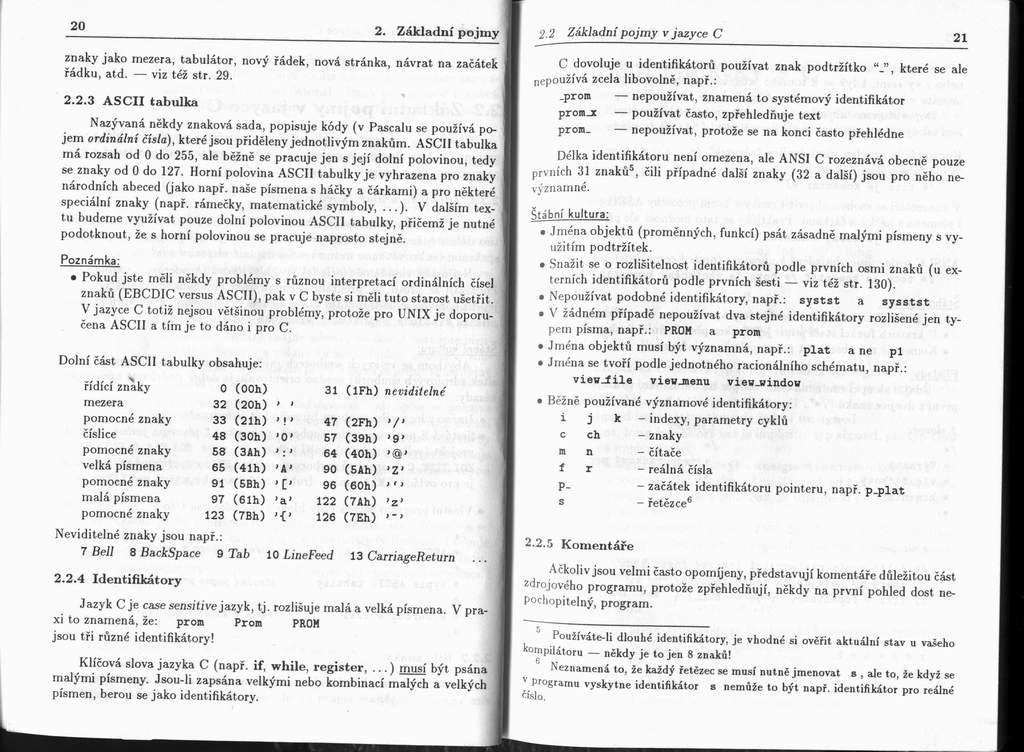 20
2. Základní pojmy
znaky jako mezera, tabulátor, nový řádek, nová stránka, návrat na začátek
řádku, atd. — viz též str. 29.
2.2.3 ASCII tabulka
Nazývaná někdy znaková sada, popisuje kódy (v Pascalu se používá po-
jem ordinální čísla), které jsou přiděleny jednotlivým znakům. ASCII tabulka
má rozsah od 0 do 255, ale běžně se pracuje jen s její dolní polovinou, tedy
se znaky od 0 do 127. Horní polovina ASCII tabulky je vyhrazena pro znaky
národních abeced (jako např. naše písmena s háčky a čárkami) a pro některé
speciální znaky (např. rámečky, matematické symboly, ...). V dalším tex-
tu budeme využívat pouze dolní polovinou ASCII tabulky, přičemž je nutné
podotknout, že s horní polovinou se pracuje naprosto stejně.
Poznámka:
• Pokud jste měli někdy problémy s různou interpretací ordinálních čísel
znaků (EBCDIC versus ASCII), pak v C byste si měli tuto starost ušetřit.
V jazyce C totiž nejsou většinou problémy, protože pro UNIX je doporu-
čena ASCII a tím je to dáno i pro C.
Dolní část ASCII tabulky obsahuje:
řídící znaky 0 (00h) 31 (1Fh) neviditelné
mezera 32 (20h) ' '
pomocné znaky 33 (21h) '!' 47 (2Fh) '/'
číslice 48 (30h) '0' 57 (39h) '9'
pomocné znaky 58 (3Ah) ':' 64 (40h) '@'
velká písmena 65 (41h) 'A' 90 (5Ah) 'Z'
pomocné znaky 91 (5Bh) '[' 96 (60h) '‘'
malá písmena 97 (61h) 'a' 122 (7Ah) 'z'
pomocné znaky 123 (7Bh) '{' 126 (7Eh) '~'
Neviditelné znaky jsou např.:
7 Bell 8 BackSpace 9 Tab 10 LineFeed 13 CarriageReturn ...
2.2.4 Identifikátory
Jazyk C je case sensitive jazyk, tj. rozlišuje malá a velká písmena. V pra-
xi to znamená, že: prom Prom PROM
jsou tři různé identifikátory!
Klíčová slova jazyka C (např. if, while, register, ...) musí být psána
malými písmeny. Jsou-li zapsána velkými nebo kombinací malých a velkých
písmen, berou se jako identifikátory.
2.2 Základní pojmy v jazyce C
21
C dovoluje u identifikátorů používat znak podtržítko “_”, které se ale
nepoužívá zcela libovolně, např.:
_prom — nepoužívat, znamená to systémový identifikátor
prom_x — používat často, zpřehledňuje text
prom_ — nepoužívat, protože se na konci často přehlédne
Délka identifikátoru není omezena, ale ANSI C rozeznává obecně pouze
prvních 31 znaků5, čili případné další znaky (32 a další) jsou pro něho ne-
významné.
Štábní kultura:
• Jména objektů (proměnných, funkcí) psát zásadně malými písmeny s vy-
užitím podtržítek.
• Snažit se o rozlišitelnost identifikátorů podle prvních osmi znaků (u ex-
terních identifikátorů podle prvních šesti — viz též str. 130).
• Nepoužívat podobné identifikátory, např.: systst a sysstst
• V žádném případě nepoužívat dva stejné identifikátory rozlišené jen ty-
pem písma, např.: PROM a prom
• Jména objektů musí být významná, např.: plat a ne pl
• Jména se tvoří podle jednotného racionálního schématu, např.:
view_file view_menu view_window
• Běžně používané významové identifikátory:
i j k – indexy, parametry cyklů
c ch – znaky
m n – čítače
f r – reálná čísla
p_ – začátek identifikátoru pointeru, např. p_plat
s – řetězce6
2.2.5 Komentáře
Ačkoliv jsou velmi často opomíjeny, představují komentáře důležitou část
zdrojového programu, protože zpřehledňují, někdy na první pohled dost ne-
pochopitelný, program.
5 Používáte-li dlouhé identifikátory, je vhodné si ověřit aktuální stav u vašeho
kompilátoru — někdy je to jen 8 znaků!
6 Neznamená to, že každý řetězec se musí nutně jmenovat s , ale to, že když se
v programu vyskytne identifikátor s nemůže to být např. identifikátor pro reálné
číslo.